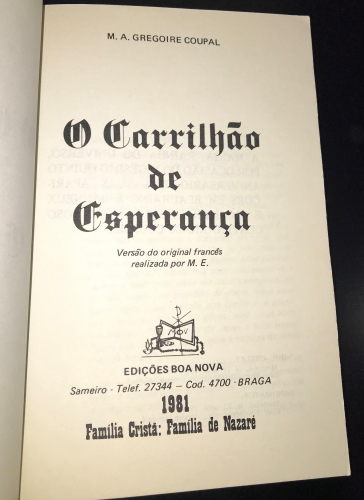 M. A. GREGOIRE COUPAL
O Carrilhão
de
Esperança
Versão do original francês
realizada por M. E.
EDIÇÕES BOA NOVA
Sameiro - Telef. 27344 — Cod. 4700 - BRAGA
1981
Família Cristã: Família de Nazaré